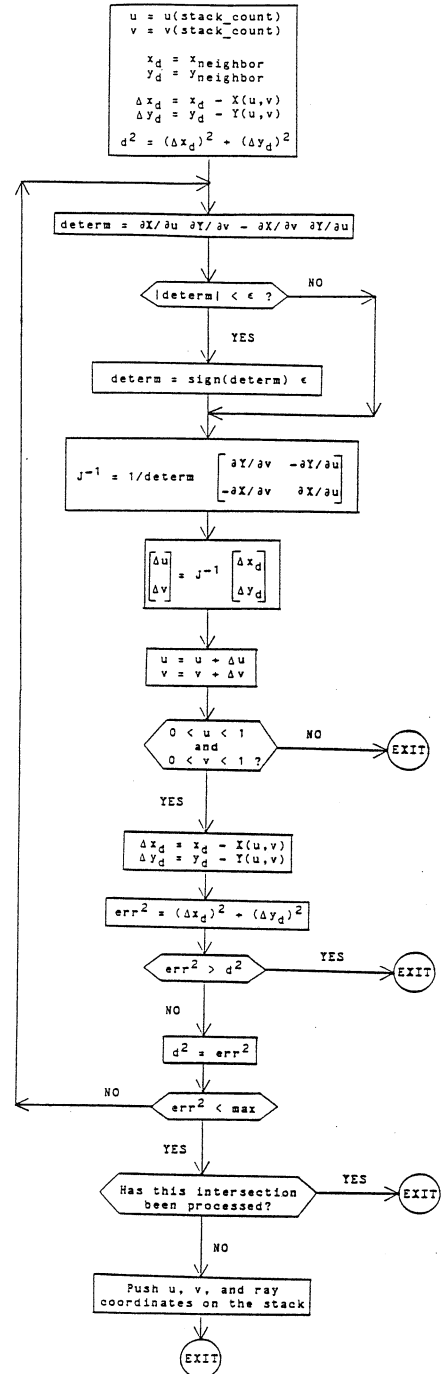 u = u(stack_count)
v = v(stack_count)
x_d = x_neighbor
y_d = y_neighbor
Δx_d = x_d - X(u,v)
Δy_d = y_d - Y(u,v)
d² = (Δx_d)² + (Δy_d)²
determ = ∂X/∂u ∂Y/∂v - ∂X/∂v ∂Y/∂u
|determ| < ϵ ?
NO
YES
determ = sign(determ) ϵ
J⁻¹ = 1/determ [ ∂Y/∂v -∂Y/∂u
-∂X/∂v ∂X/∂u ]
[Δu Δv] = J⁻¹ [Δx_d Δy_d]
u = u + Δu
v = v + Δv
0 < u < 1
and
0 < v < 1 ?
NO
EXIT
YES
Δx_d = x_d - X(u,v)
Δy_d = y_d - Y(u,v)
err² = (Δx_d)² + (Δy_d)²
err² > d²
YES
EXIT
NO
d² = err²
NO
err² < max
YES
Has this intersection
been processed?
YES
EXIT
NO
Push u, v, and ray
coordinates on the stack
EXIT